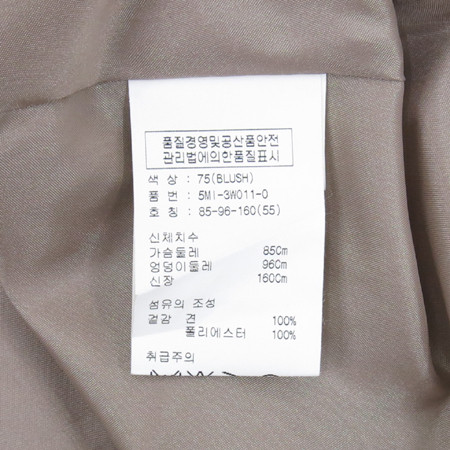 품질경영및공산품안전
관리법에의한품질표시
색 상 : 75(BLUSH)
품 번 : 5MI-3W011-0
호 칭 : 85-96-160(55)
신체치수
가슴둘레 85Cm
엉덩이둘레 96Cm
신장 160Cm
섬유의 조성
겉감 견 100%
폴리에스터 100%
취급주의